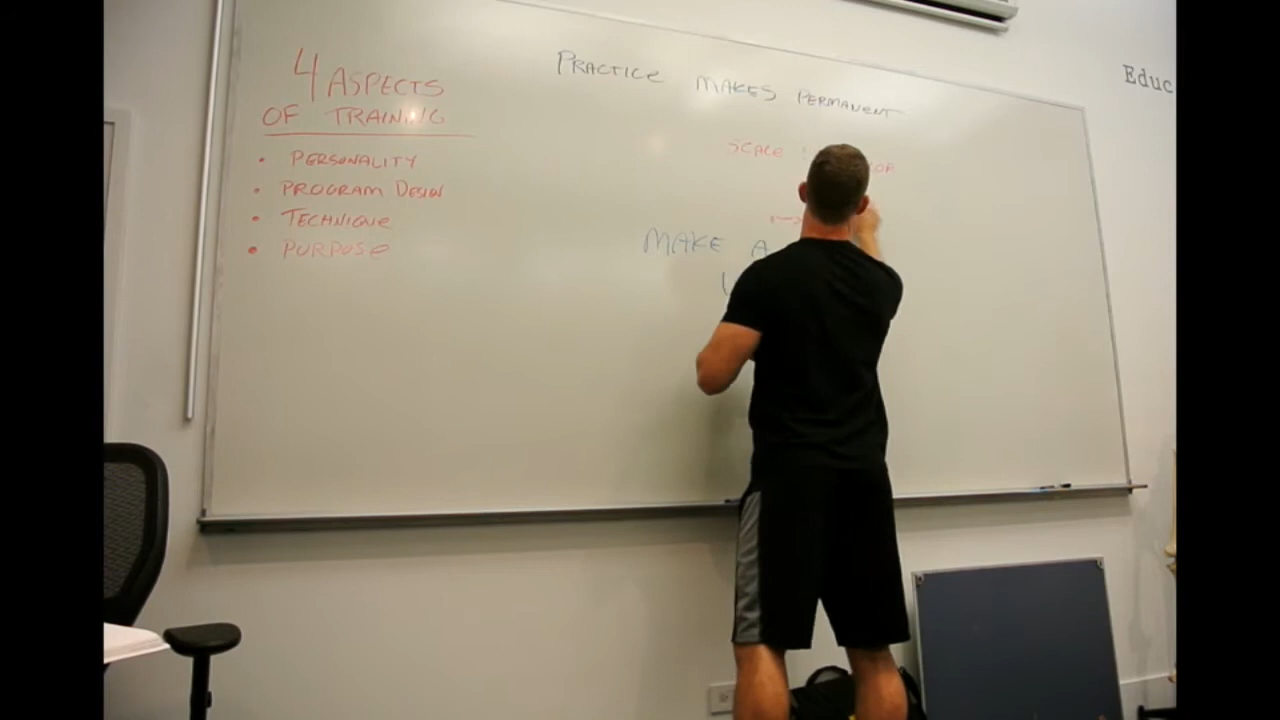 4 ASPECTS
OF TRAINING
• PERSONALITY
• PROGRAM DESIGN
• TECHNIQUE
• PURPOSE
PRACTICE MAKES PERMANENT
SCALE
MAKE A
Educ